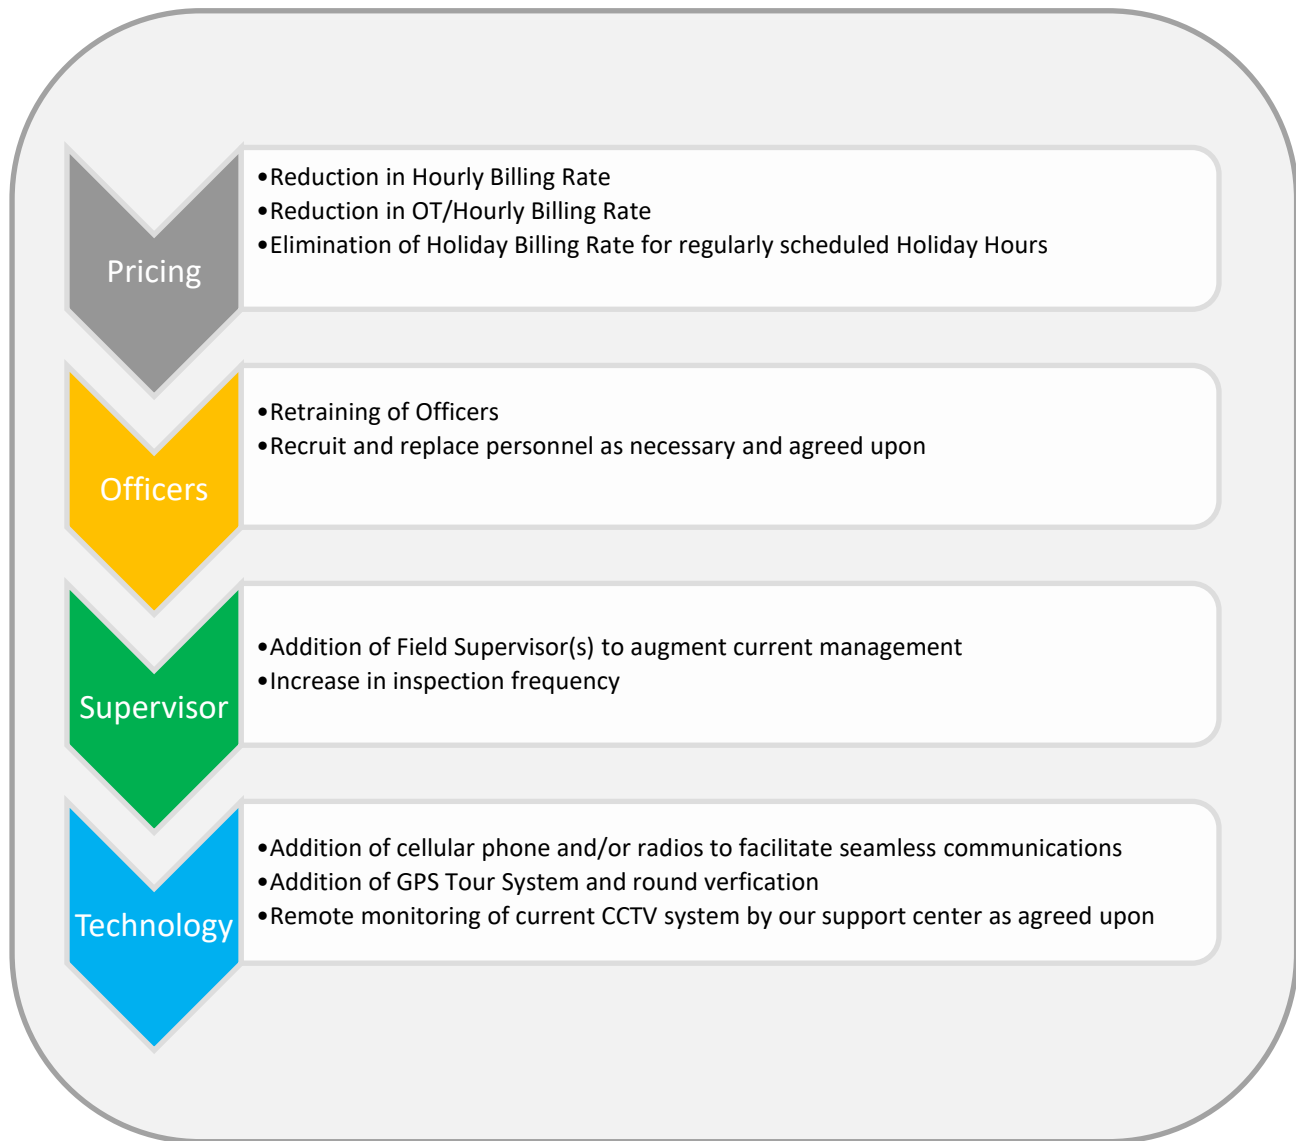 Pricing
•Reduction in Hourly Billing Rate
•Reduction in OT/Hourly Billing Rate
•Elimination of Holiday Billing Rate for regularly scheduled Holiday Hours
Officers
•Retraining of Officers
•Recruit and replace personnel as necessary and agreed upon
Supervisor
•Addition of Field Supervisor(s) to augment current management
•Increase in inspection frequency
Technology
•Addition of cellular phone and/or radios to facilitate seamless communications
•Addition of GPS Tour System and round verfication
•Remote monitoring of current CCTV system by our support center as agreed upon